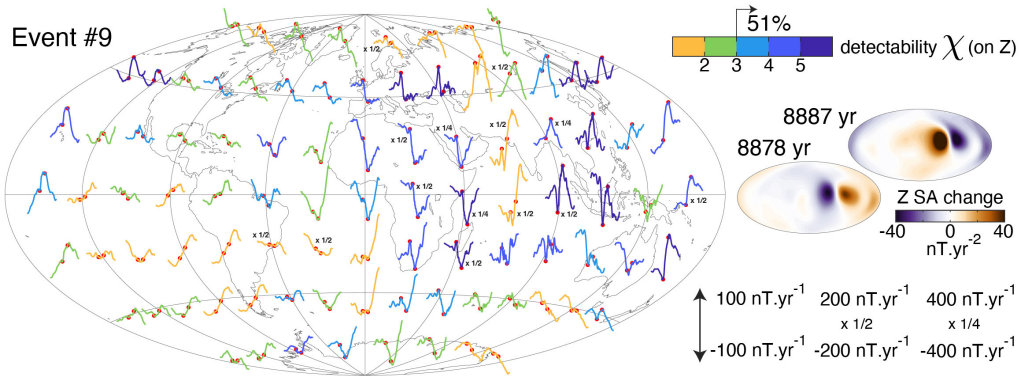 Event #9
51%
detectability χ (on Z)
2 3 4 5
8887 yr
8878 yr
Z SA change
-40 0 40
nT.yr-2
100 nT.yr-1 200 nT.yr-1 400 nT.yr-1
x 1/2 x 1/4
-100 nT.yr-1 -200 nT.yr-1 -400 nT.yr-1
x 1/2
x 1/2
x 1/4
x 1/2
x 1/4
x 1/2
x 1/2
x 1/4
x 1/2
x 1/2
x 1/2
x 1/2
x 1/2
x 1/2
x 1/2